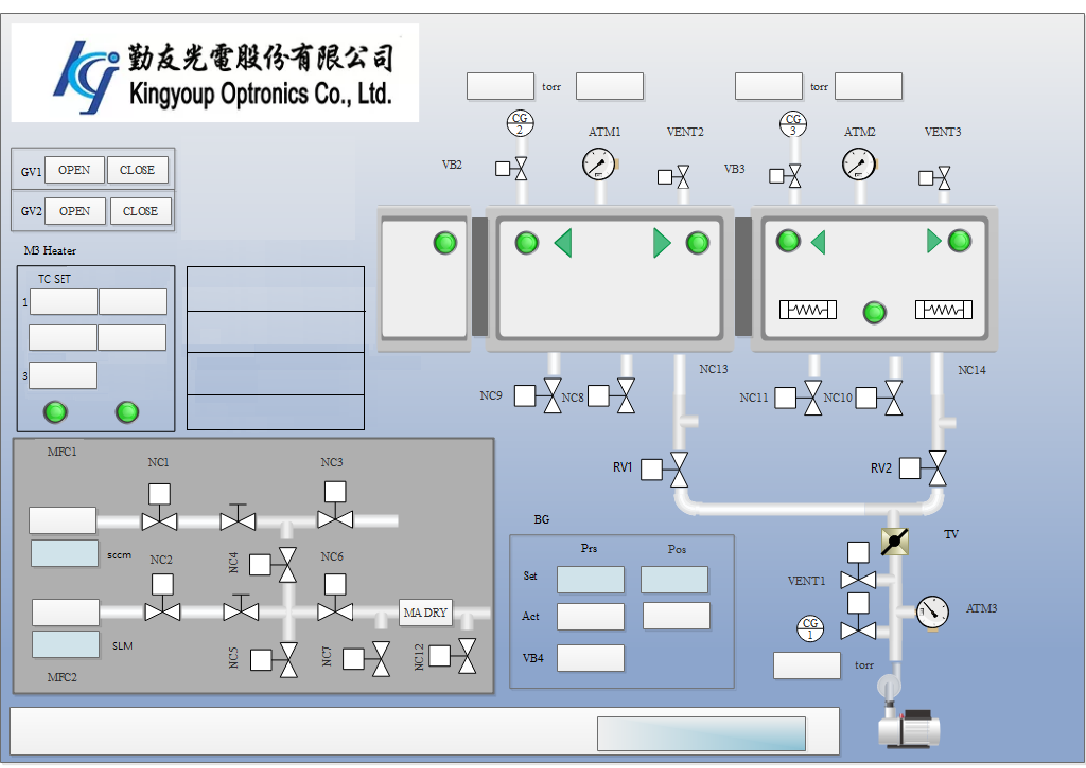 勤友光電股份有限公司
Kingyoup Optronics Co., Ltd.
torr
torr
CG 2
CG 3
ATM1
VENT2
ATM2
VENT3
VB2
VB3
GV1 OPEN CLOSE
GV2 OPEN CLOSE
M3 Heater
TC SET
1
3
NC13
NC14
NC9
NC8
NC11
NC10
MFC1
NC1
NC3
RV1
RV2
sccm
NC2
NC4
NC6
MA DRY
SLM
NC5
NC7
NC12
MFC2
BG
Prs Pos
Set
Act
VB4
TV
VENT1
ATM3
CG 1
torr